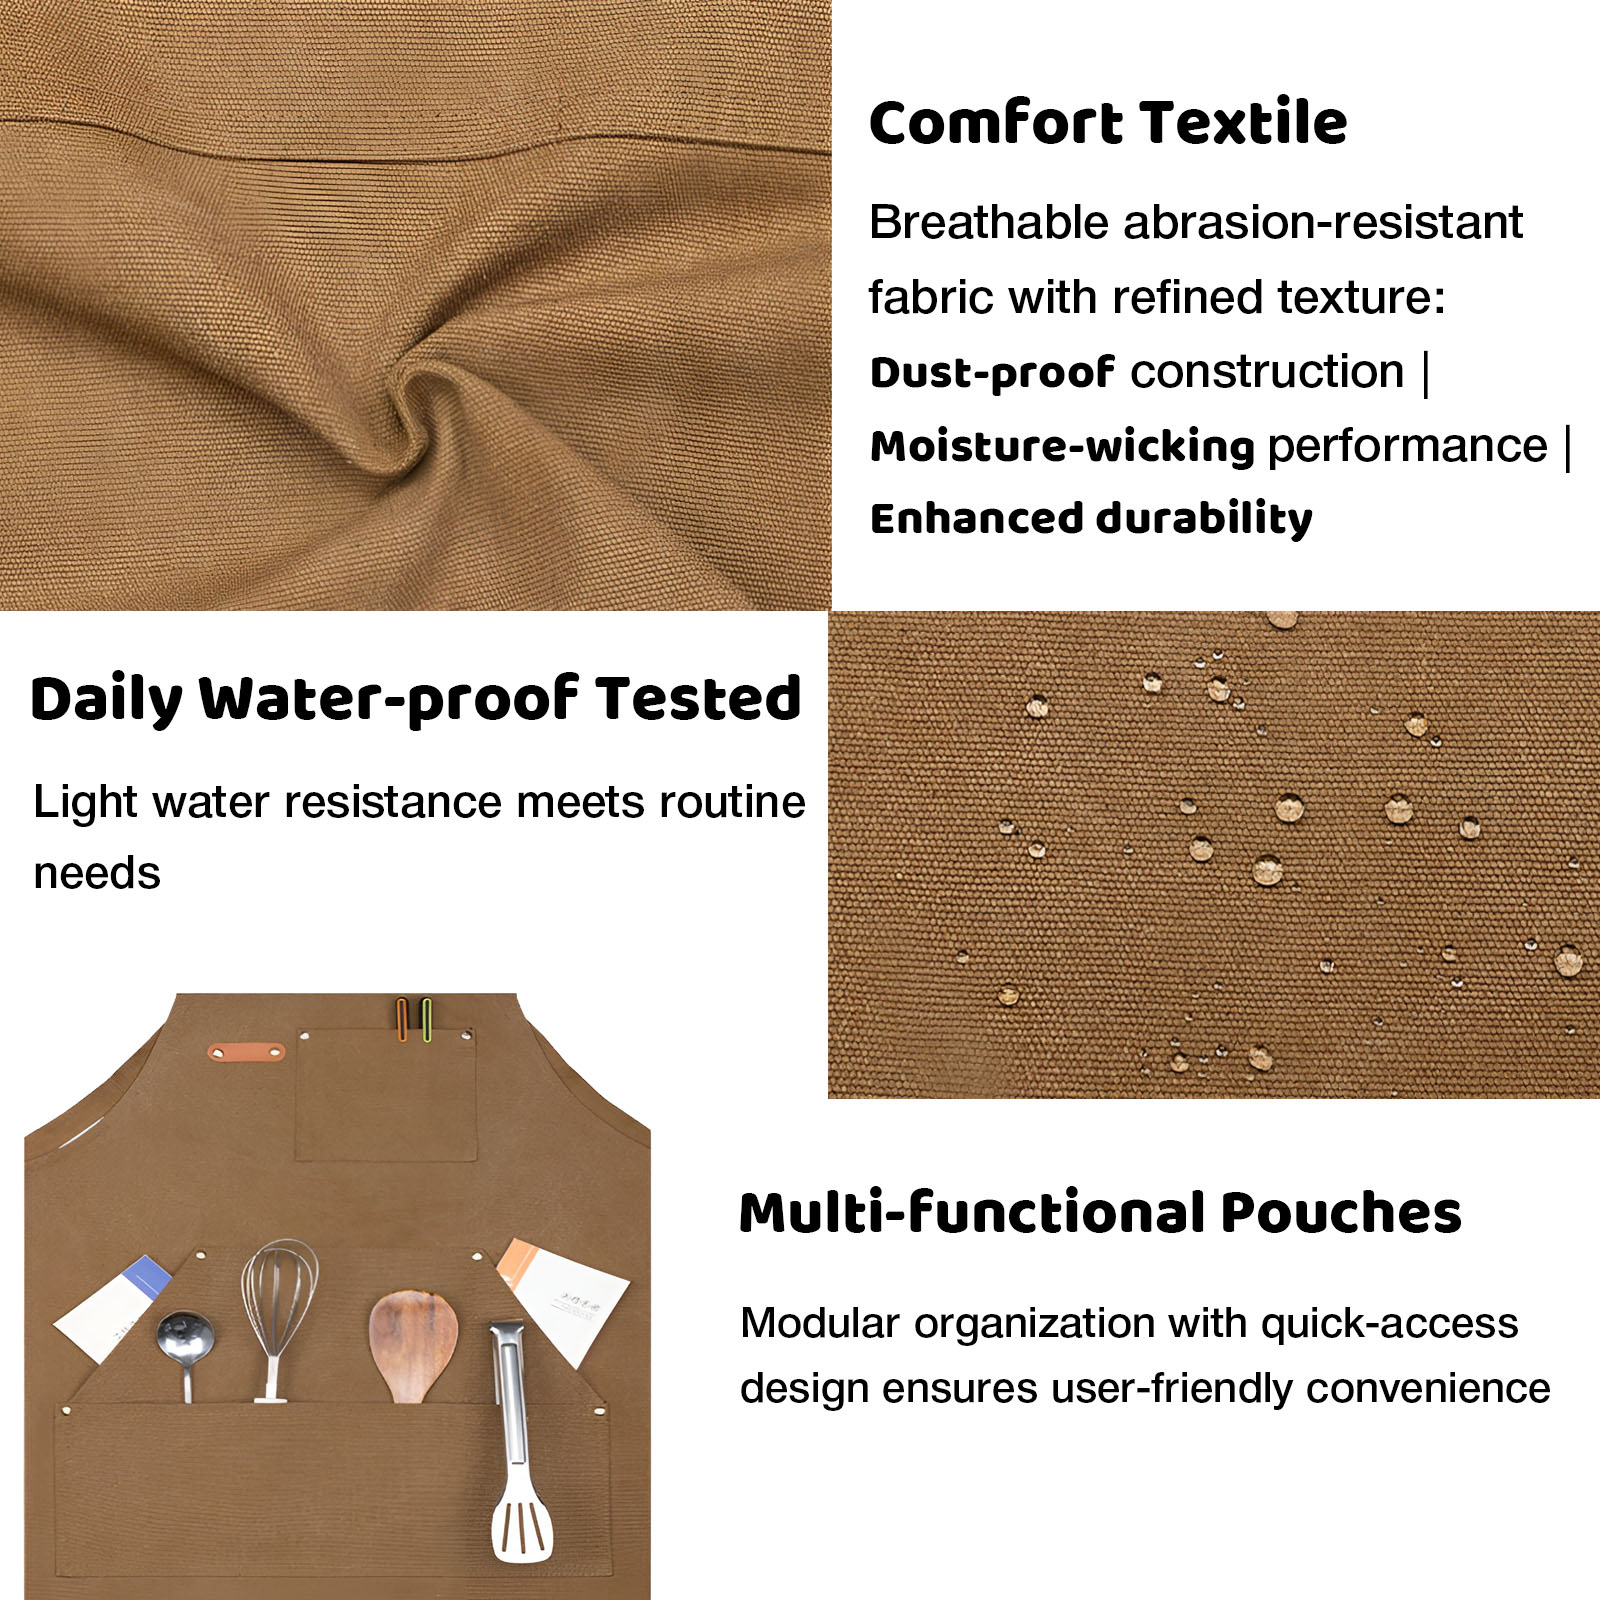 Comfort Textile
Breathable abrasion-resistant
fabric with refined texture:
Dust-proof construction |
Moisture-wicking performance |
Enhanced durability
Daily Water-proof Tested
Light water resistance meets routine
needs
Multi-functional Pouches
Modular organization with quick-access
design ensures user-friendly convenience